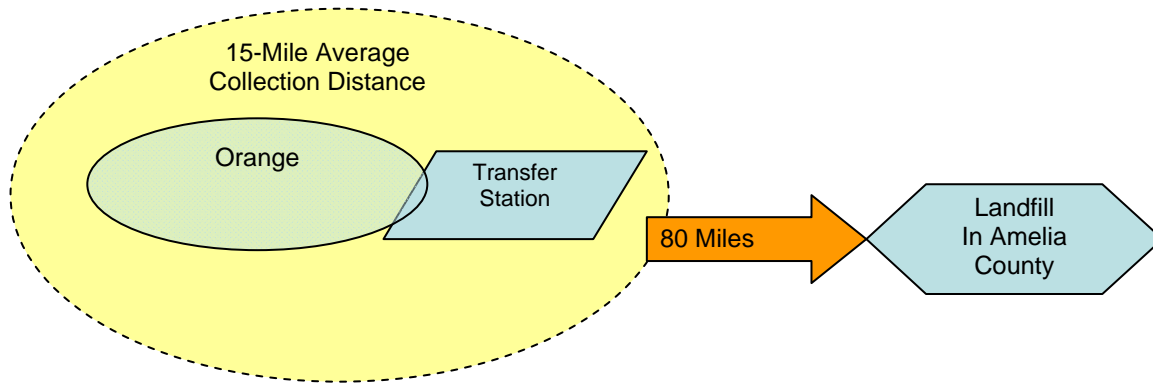 15-Mile Average
Collection Distance
Orange
Transfer
Station
80 Miles
Landfill
In Amelia
County